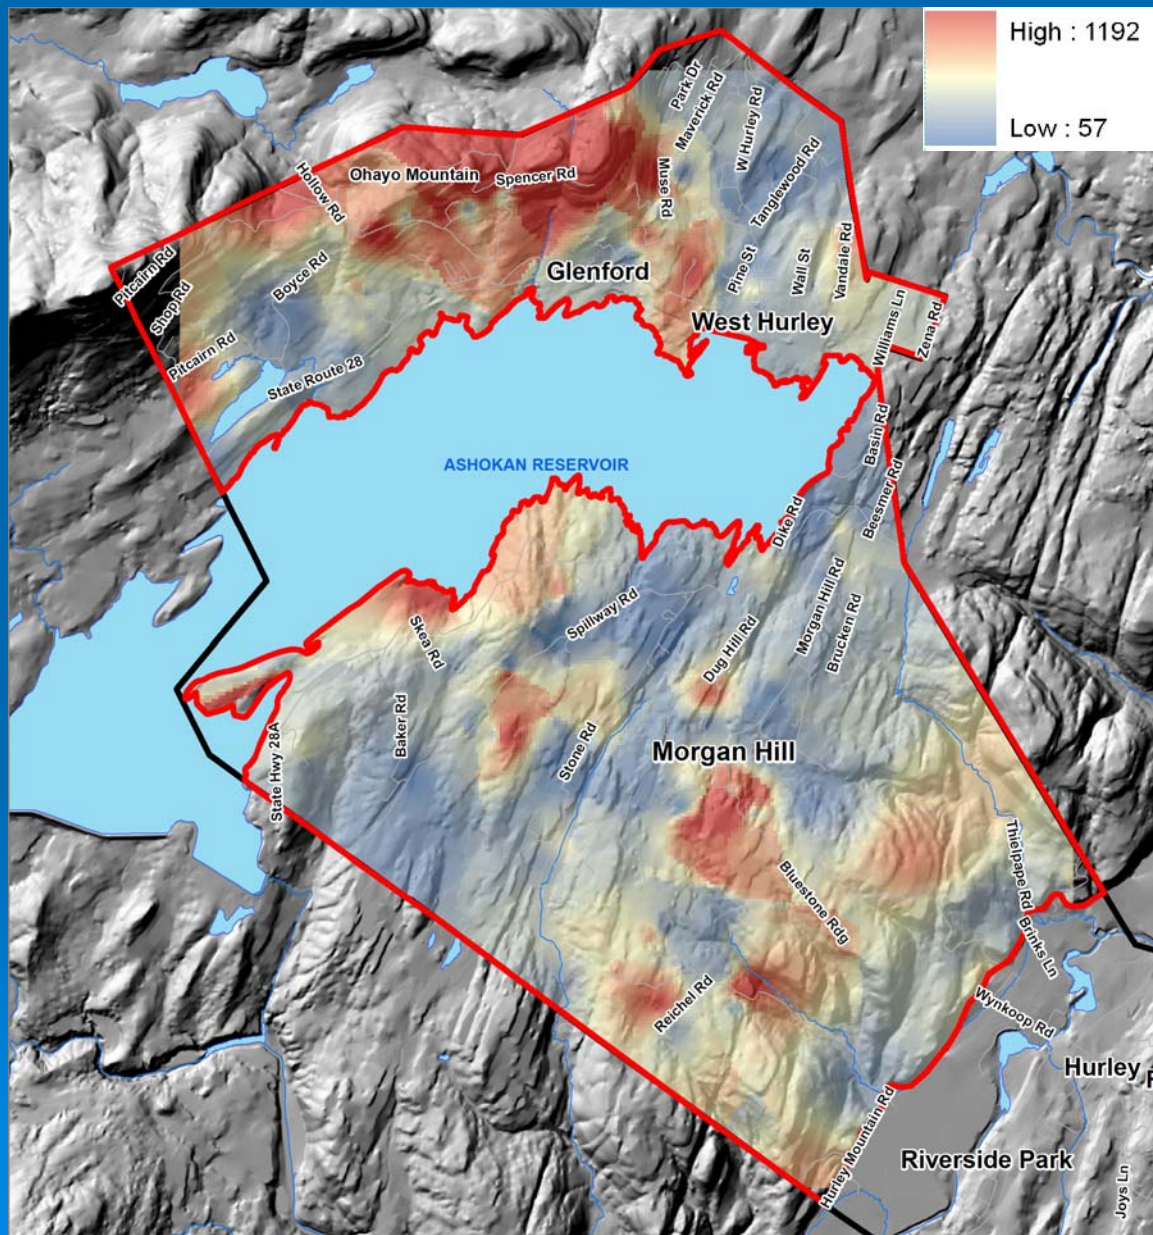 High : 1192
Low : 57
Park Dr
Maverick Rd
W Hurley Rd
Tanglewood Rd
Ohayo Mountain
Spencer Rd
Muse Rd
Hollow Rd
Pitcairn Rd
Shop Rd
Boyce Rd
Glenford
Pine St
Wall St
Vandale Rd
West Hurley
Williams Ln
Zena Rd
Pitcairn Rd
State Route 28
Basin Rd
ASHOKAN RESERVOIR
Beesmer Rd
Dike Rd
Spillway Rd
Skea Rd
Dug Hill Rd
Morgan Hill Rd
Brucken Rd
Baker Rd
State Hwy 28A
Stone Rd
Morgan Hill
Thielpape Rd
Bluestone Rdg
Brinks Ln
Reichel Rd
Wynkoop Rd
Hurley
Hurley Mountain Rd
Riverside Park
Joys Ln